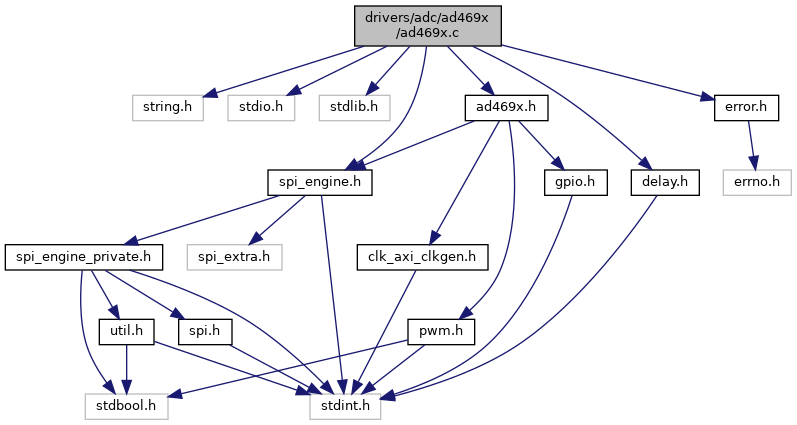 drivers/adc/ad469x
/ad469x.c
string.h
stdio.h
stdlib.h
ad469x.h
error.h
spi_engine.h
gpio.h
delay.h
errno.h
spi_engine_private.h
spi_extra.h
clk_axi_clkgen.h
util.h
spi.h
pwm.h
stdbool.h
stdint.h